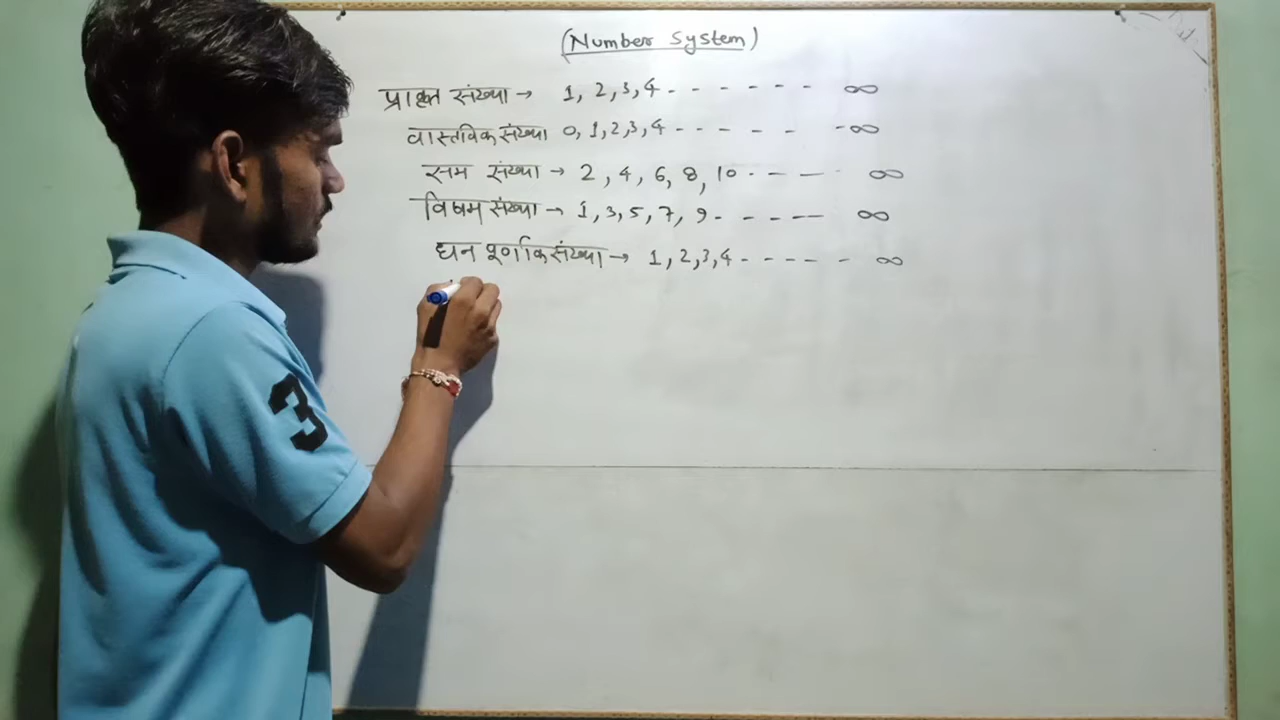 (Number System)
प्राकृत संख्या → 1, 2, 3, 4 - - - - - - ∞
वास्तविक संख्या 0, 1, 2, 3, 4 - - - - - - ∞
सम संख्या → 2, 4, 6, 8, 10 - - - - ∞
विषम संख्या → 1, 3, 5, 7, 9 - - - - - ∞
धन पूर्णांक संख्या → 1, 2, 3, 4 - - - - - ∞
3